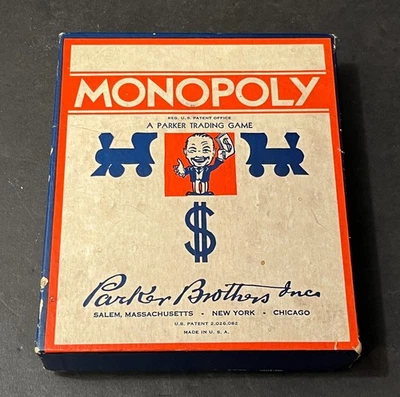 MONOPOLY
REG. U. S. PATENT OFFICE
A PARKER TRADING GAME
$
$
Parker Brothers Inc
SALEM, MASSACHUSETTS • NEW YORK • CHICAGO
U. S. PATENT 2,026,082
MADE IN U. S. A.